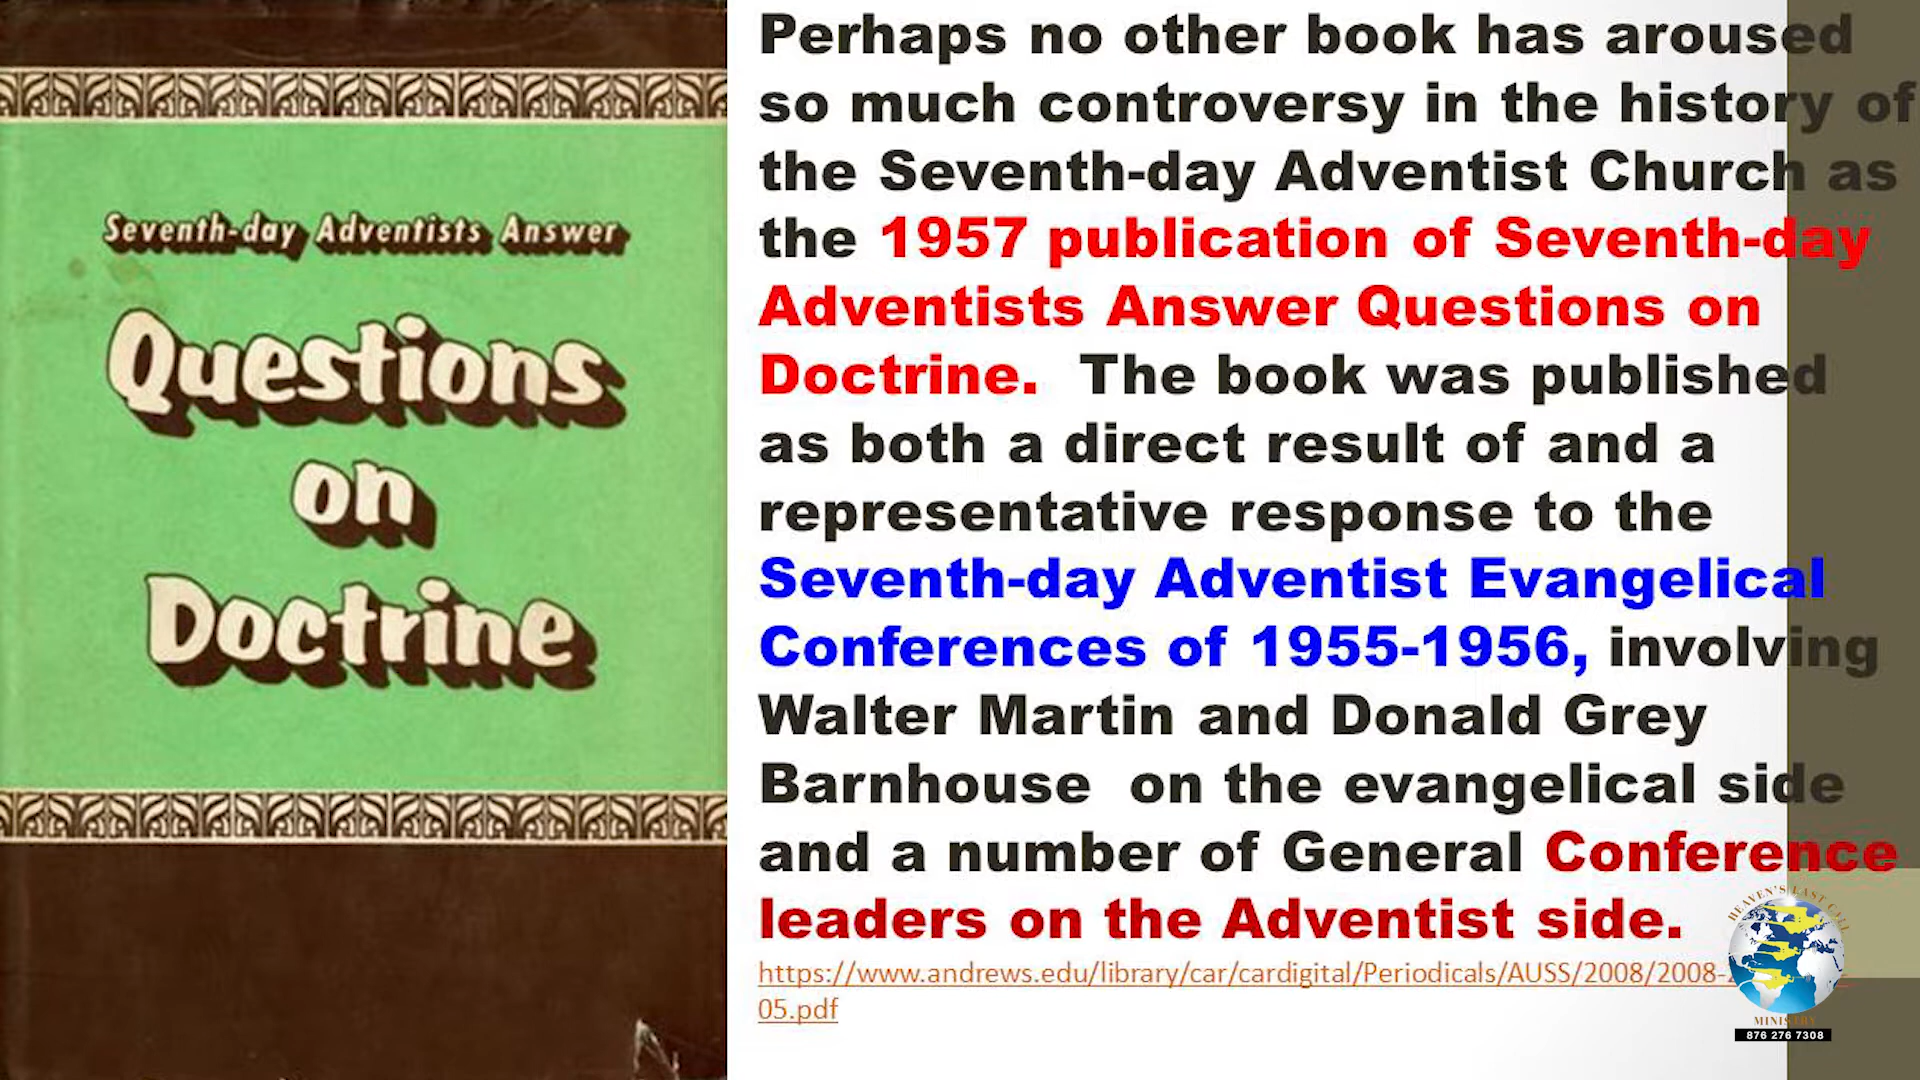 Seventh-day Adventists Answer
Questions
on
Doctrine
Perhaps no other book has aroused
so much controversy in the history of
the Seventh-day Adventist Church as
the 1957 publication of Seventh-day
Adventists Answer Questions on
Doctrine. The book was published
as both a direct result of and a
representative response to the
Seventh-day Adventist Evangelical
Conferences of 1955-1956, involving
Walter Martin and Donald Grey
Barnhouse on the evangelical side
and a number of General Conference
leaders on the Adventist side.
https://www.andrews.edu/library/car/cardigital/Periodicals/AUSS/2008/2008-
05.pdf
HEAVEN'S LAST CALL
MINISTRY
876 276 7308